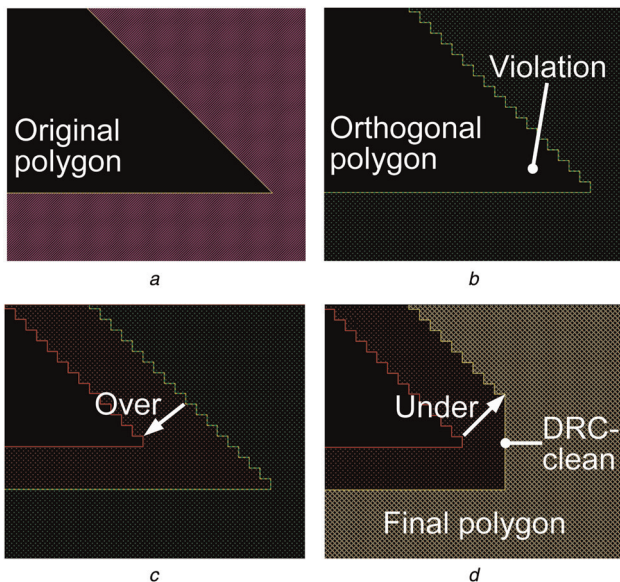 Original
polygon
a
Violation
Orthogonal
polygon
b
Over
c
Under
DRC-
clean
Final polygon
d